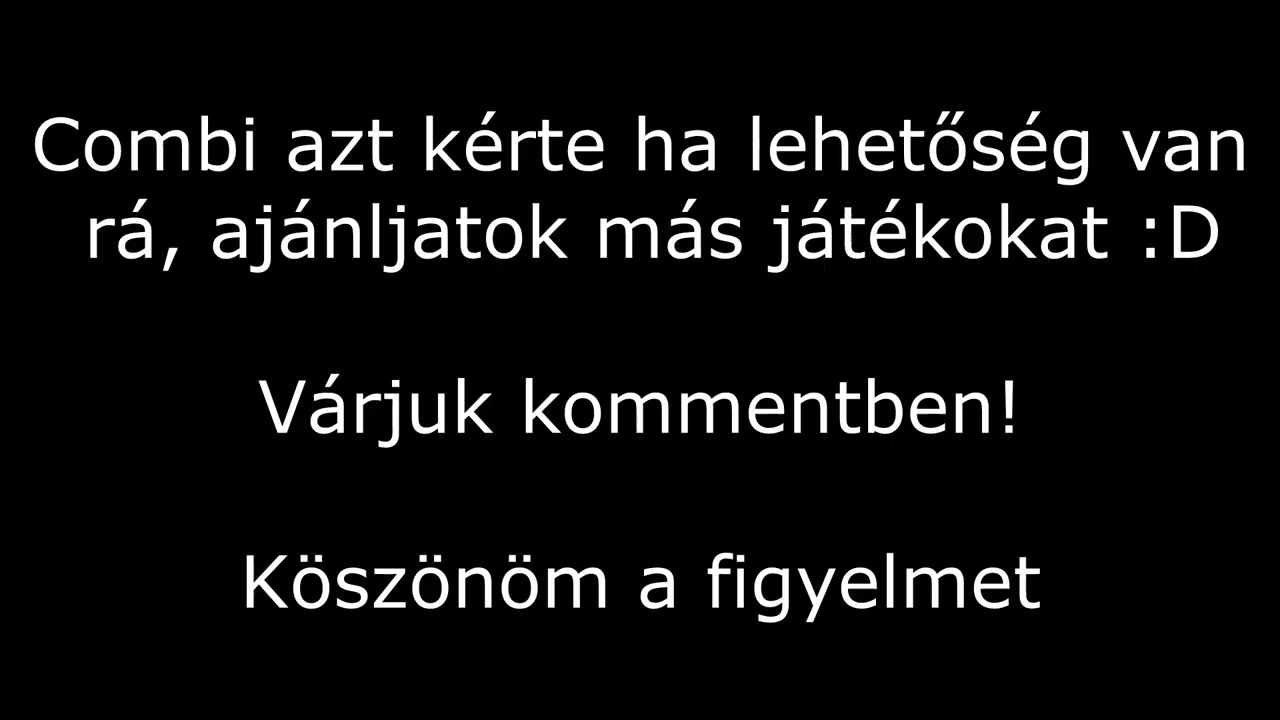 Combi azt kérte ha lehetőség van
rá, ajánljatok más játékokat :D
Várjuk kommentben!
Köszönöm a figyelmet